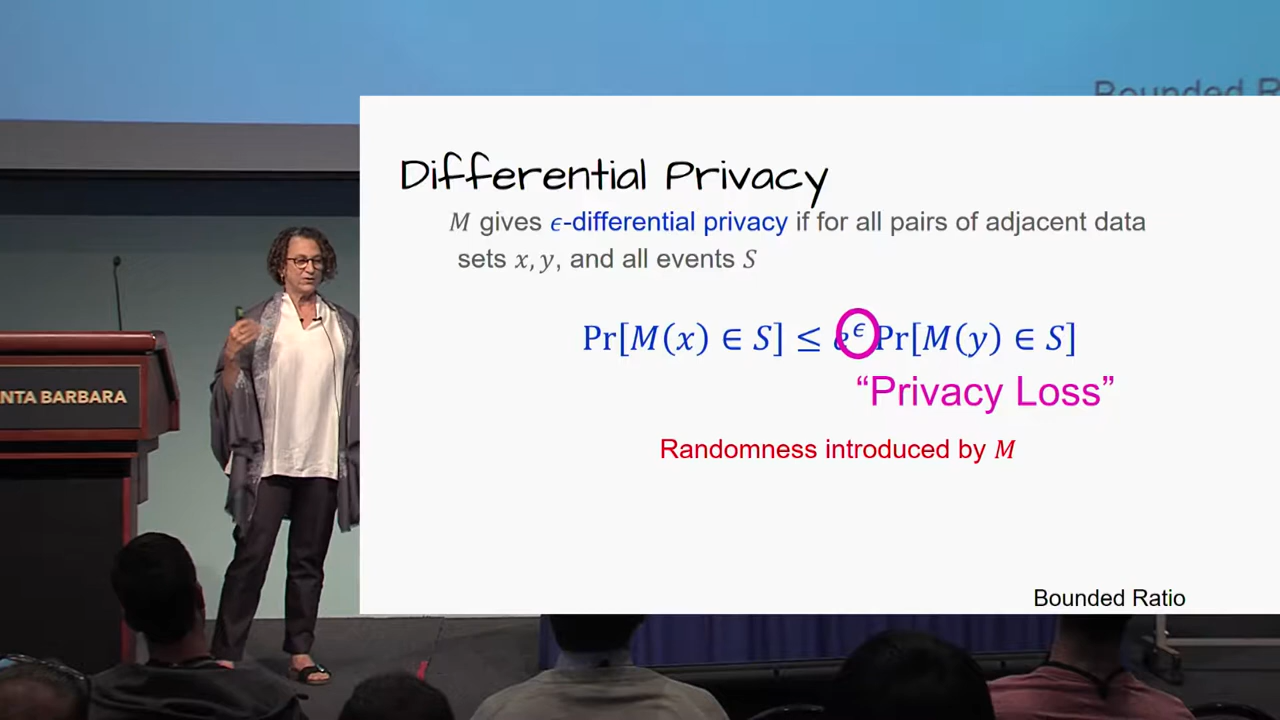 Bounded R
Differential Privacy
M gives ϵ-differential privacy if for all pairs of adjacent data
sets x, y, and all events S
Pr[M(x) ∈ S] ≤ e^ϵ Pr[M(y) ∈ S]
“Privacy Loss”
Randomness introduced by M
NTA BARBARA
Bounded Ratio